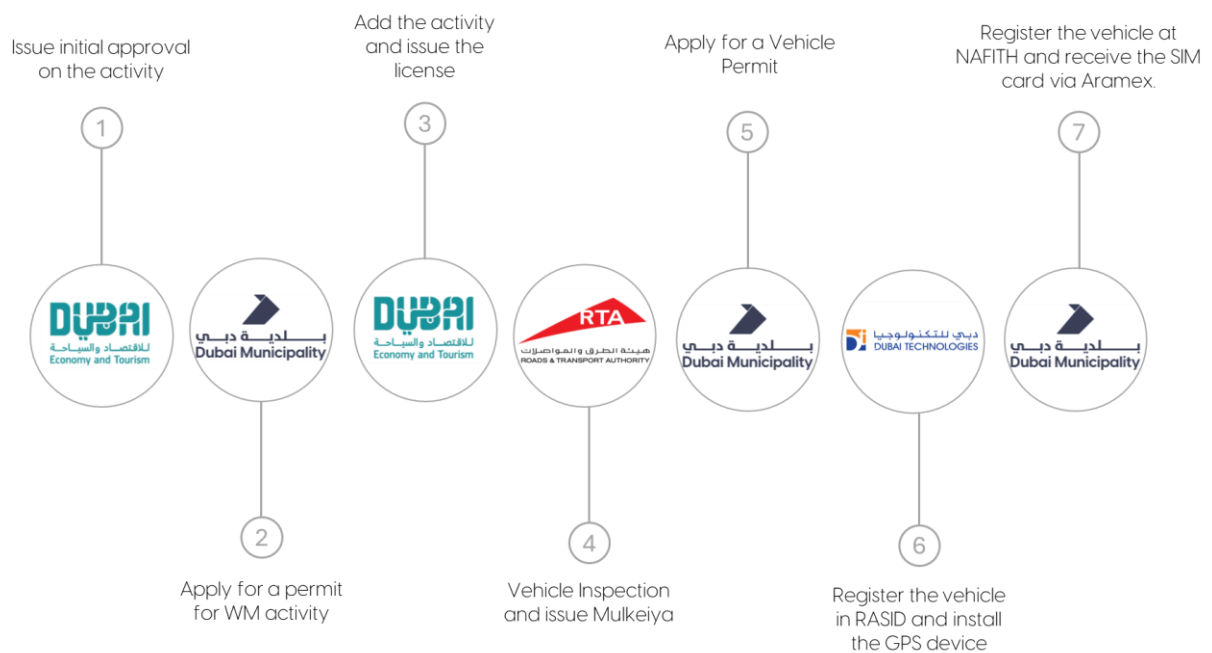 Issue initial approval
on the activity
1
DUBAI
للاقتصاد والسياحة
Economy and Tourism
بلدية دبي
Dubai Municipality
2
Apply for a permit
for WM activity
Add the activity
and issue the
license
3
DUBAI
للاقتصاد والسياحة
Economy and Tourism
RTA
هيئة الطرق والمواصلات
ROADS & TRANSPORT AUTHORITY
4
Vehicle Inspection
and issue Mulkeiya
Apply for a Vehicle
Permit
5
بلدية دبي
Dubai Municipality
دبي للتكنولوجيا
DUBAI TECHNOLOGIES
6
Register the vehicle
in RASID and install
the GPS device
Register the vehicle at
NAFITH and receive the SIM
card via Aramex.
7
بلدية دبي
Dubai Municipality